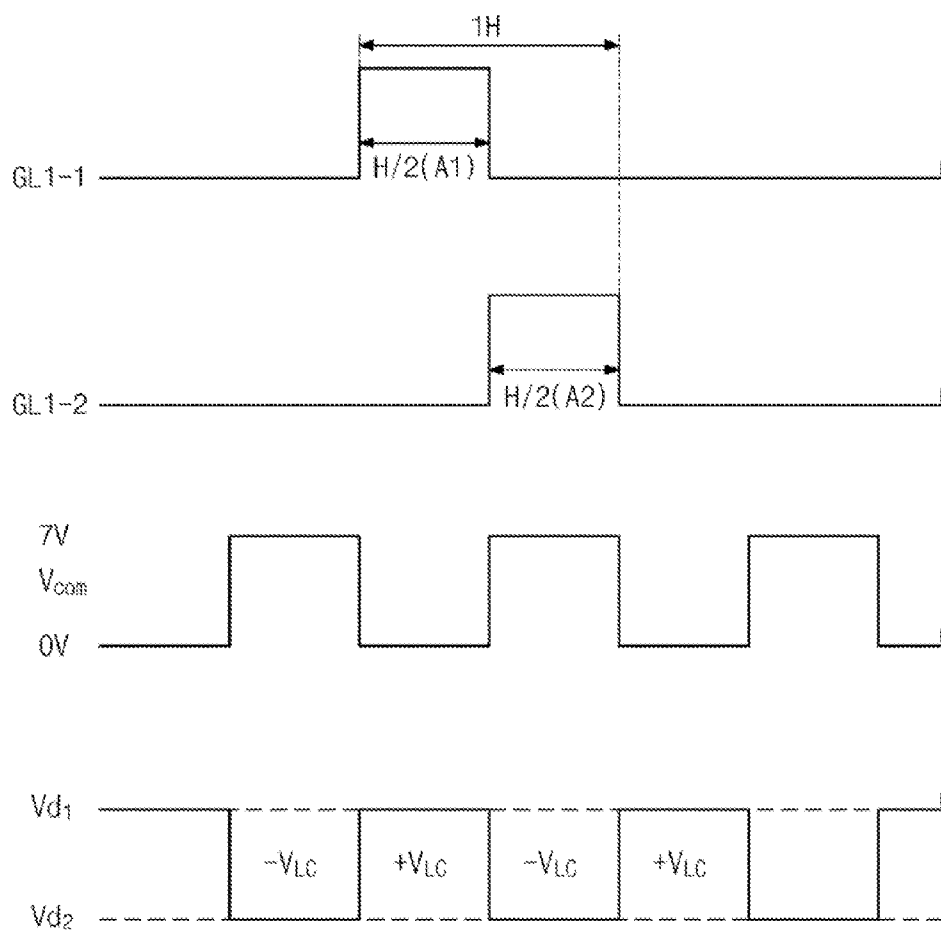 1H
H/2(A1)
GL1-1
H/2(A2)
GL1-2
7V
Vcom
0V
Vd1
-VLC +VLC -VLC +VLC
Vd2